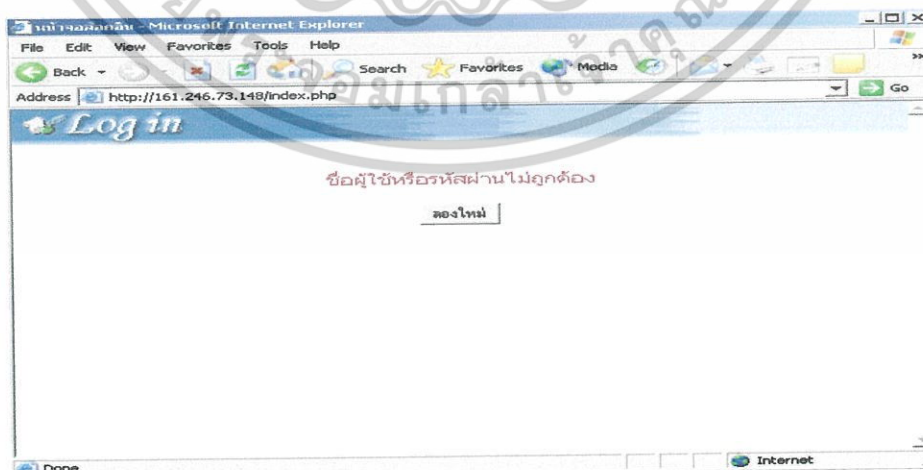 หน้าจอลอกอิน - Microsoft Internet Explorer
File Edit View Favorites Tools Help
Back Search Favorites Media
Address http://161.246.73.148/index.php Go
Log in
ชื่อผู้ใช้หรือรหัสผ่านไม่ถูกต้อง
ลองใหม่
Done Internet